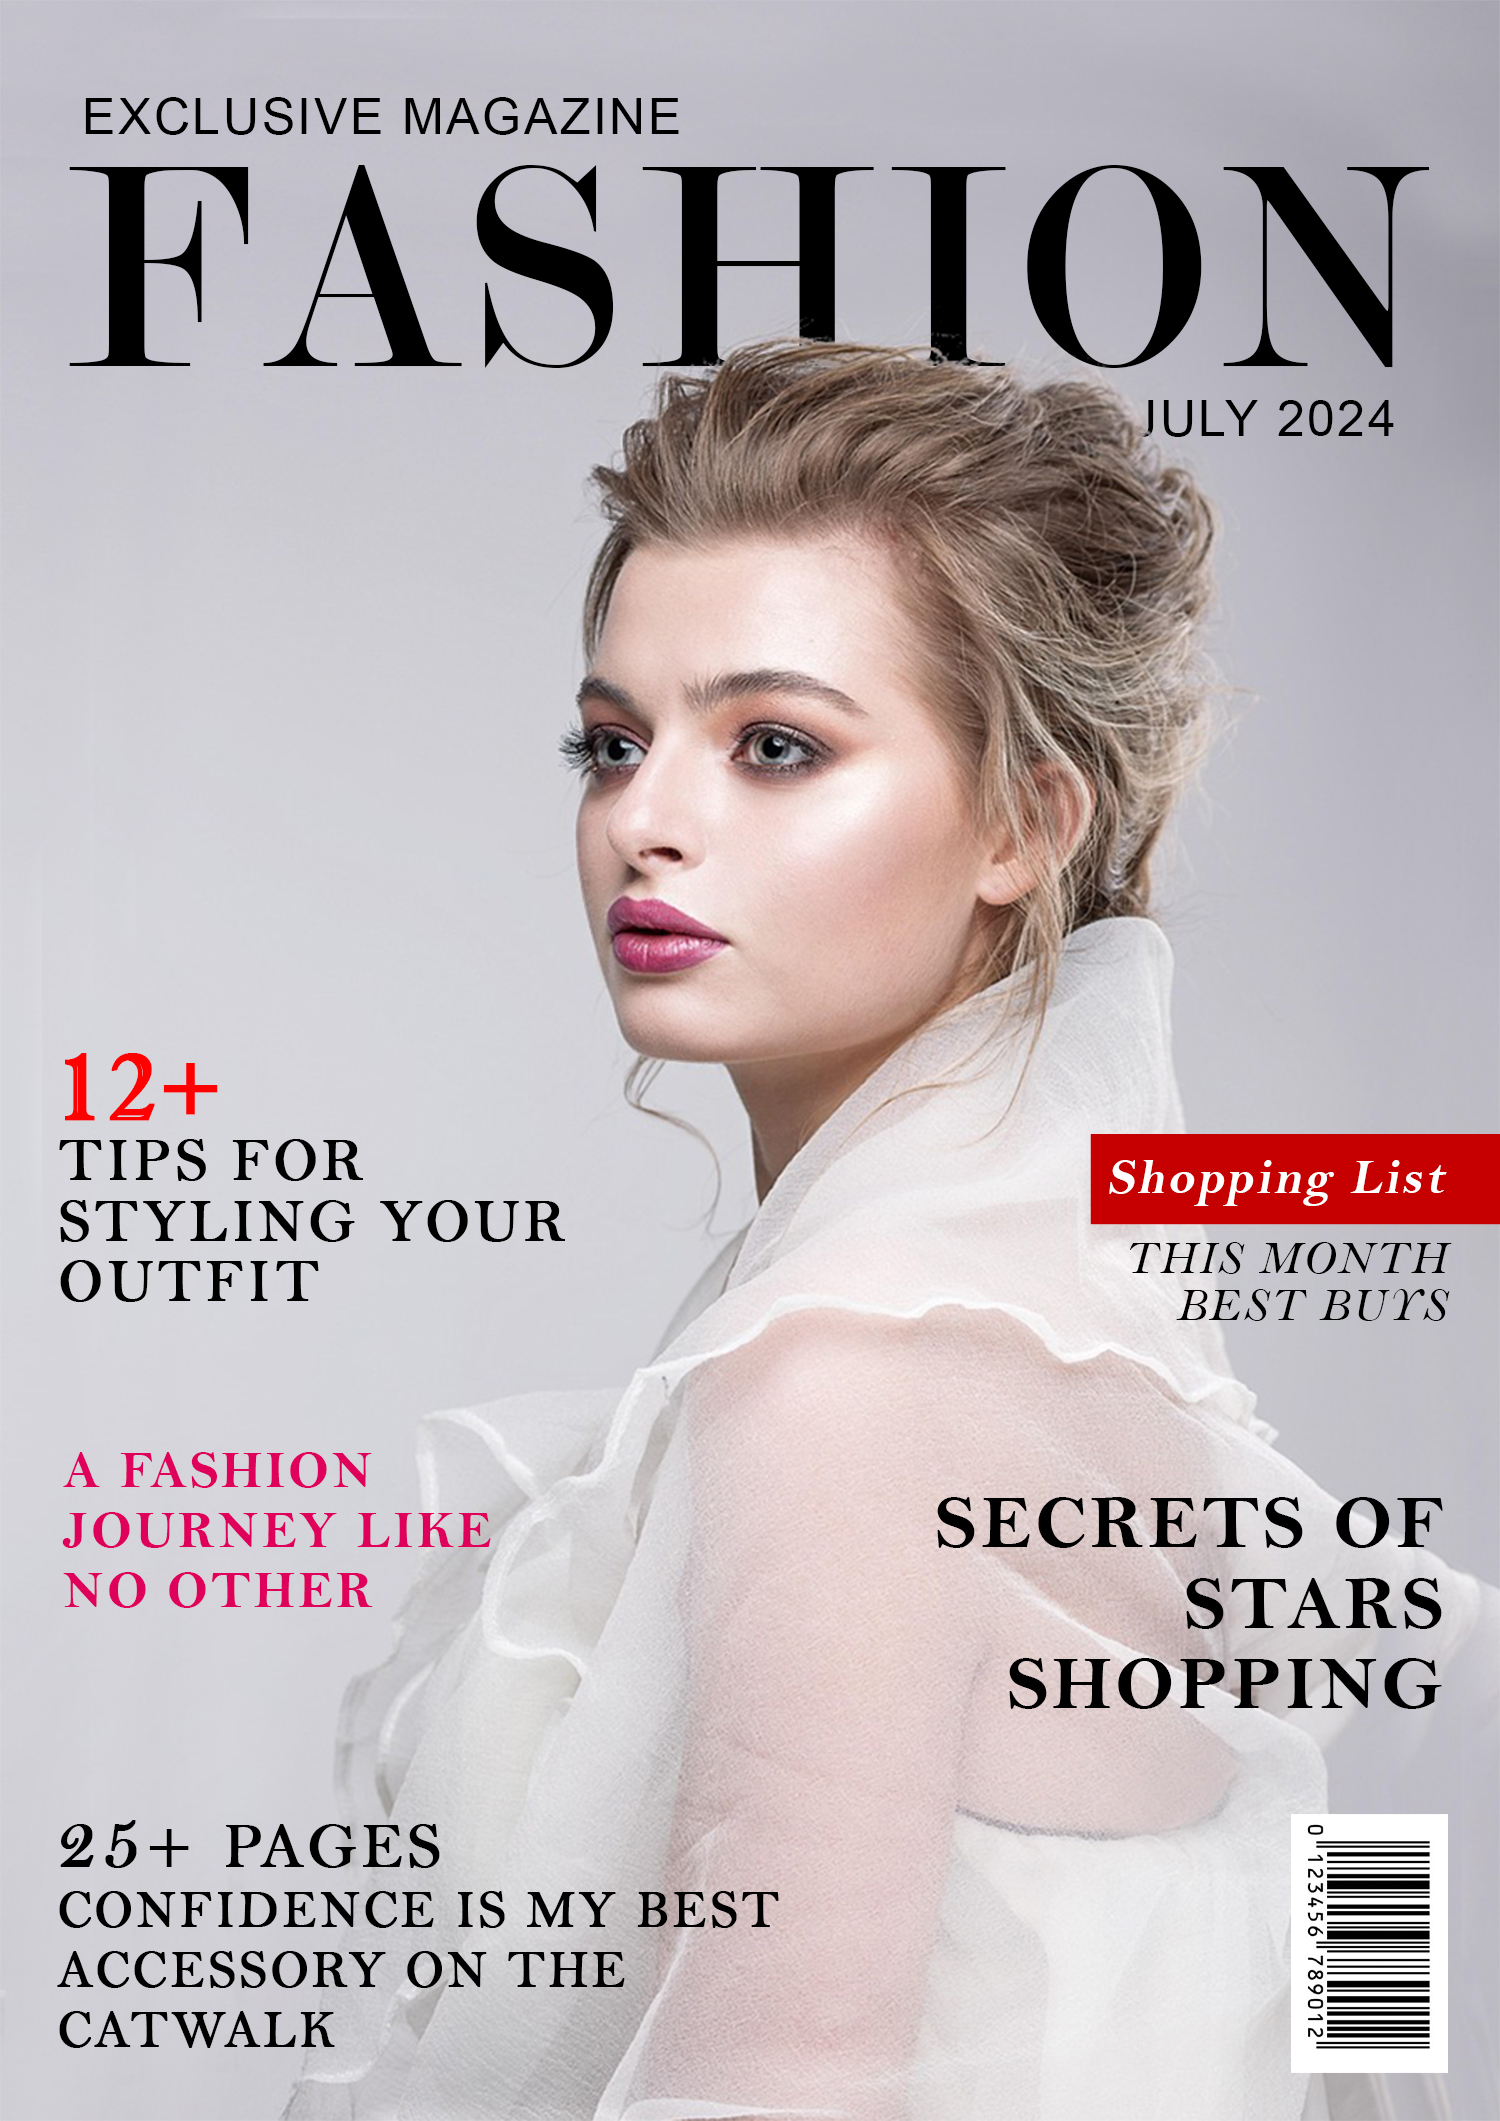 EXCLUSIVE MAGAZINE
FASHION
JULY 2024
12+
TIPS FOR
STYLING YOUR
OUTFIT
Shopping List
THIS MONTH
BEST BUYS
A FASHION
JOURNEY LIKE
NO OTHER
SECRETS OF
STARS
SHOPPING
25+ PAGES
CONFIDENCE IS MY BEST
ACCESSORY ON THE
CATWALK
0 123456 789012